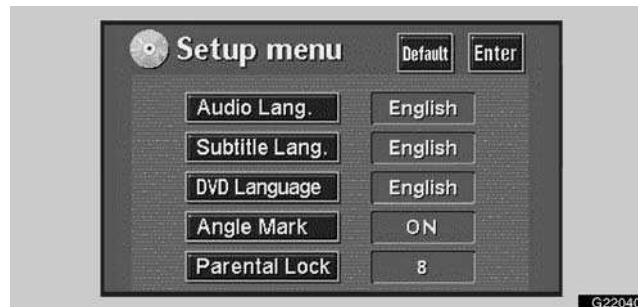 Setup menu Default Enter
Audio Lang. English
Subtitle Lang. English
DVD Language English
Angle Mark ON
Parental Lock 8
G22040